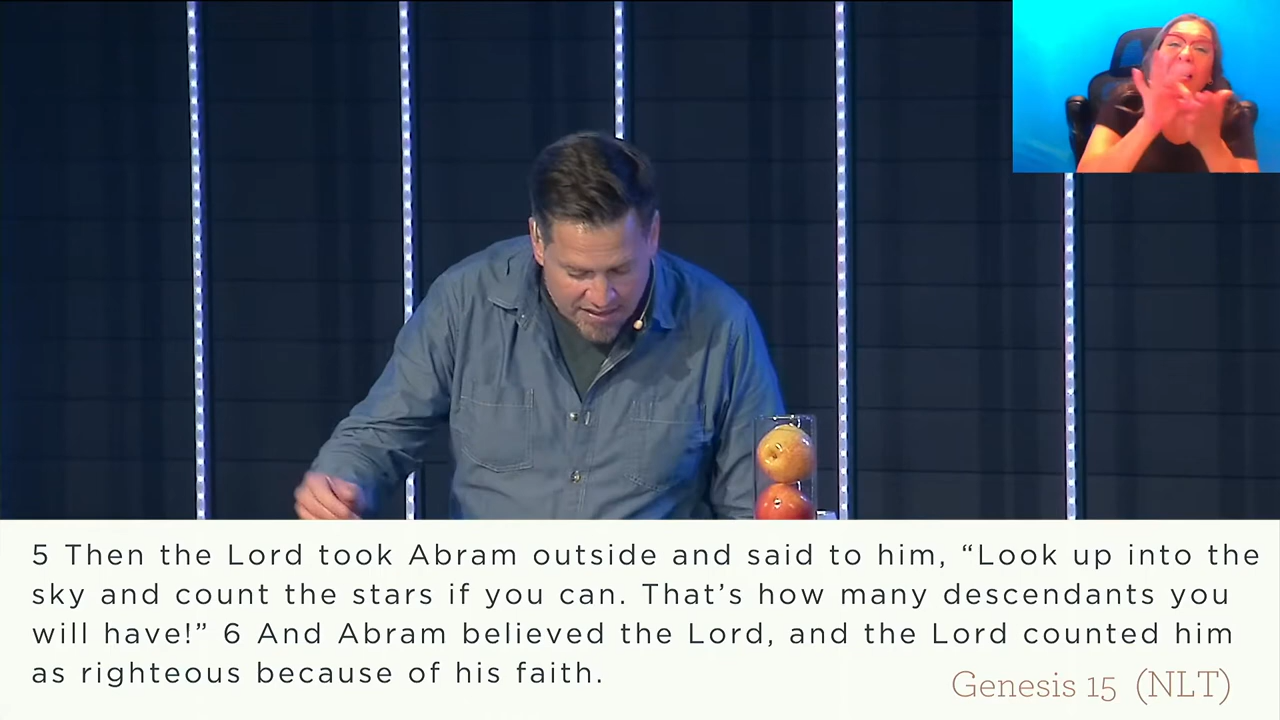 5 Then the Lord took Abram outside and said to him, “Look up into the
sky and count the stars if you can. That’s how many descendants you
will have!” 6 And Abram believed the Lord, and the Lord counted him
as righteous because of his faith.
Genesis 15 (NLT)